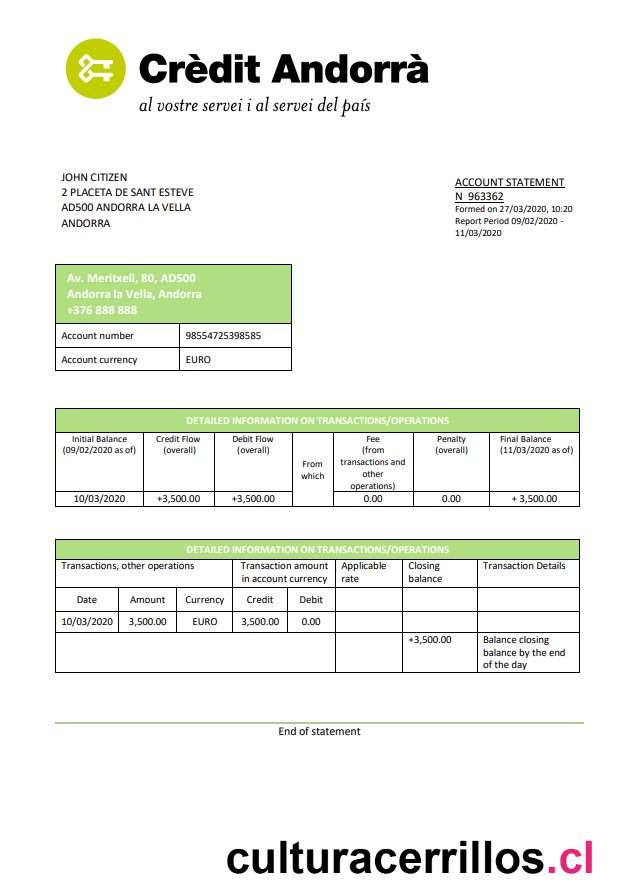 Crèdit Andorrà
al vostre servei i al servei del país
JOHN CITIZEN
2 PLACETA DE SANT ESTEVE
AD500 ANDORRA LA VELLA
ANDORRA
ACCOUNT STATEMENT
N 963362
Formed on 27/03/2020, 10:20
Report Period 09/02/2020 -
11/03/2020
Av. Meritxell, 80, AD500
Andorra la Vella, Andorra
+376 888 888
Account number 98554725398585
Account currency EURO
DETAILED INFORMATION ON TRANSACTIONS/OPERATIONS
Initial Balance
(09/02/2020 as of)
Credit Flow
(overall)
Debit Flow
(overall)
From
which
Fee
(from
transactions and
other
operations)
Penalty
(overall)
Final Balance
(11/03/2020 as of)
10/03/2020 +3,500.00 +3,500.00 0.00 0.00 + 3,500.00
DETAILED INFORMATION ON TRANSACTIONS/OPERATIONS
Transactions, other operations
Transaction amount
in account currency
Applicable
rate
Closing
balance
Transaction Details
Date Amount Currency Credit Debit
10/03/2020 3,500.00 EURO 3,500.00 0.00
+3,500.00
Balance closing
balance by the end
of the day
End of statement
culturacerrillos.cl